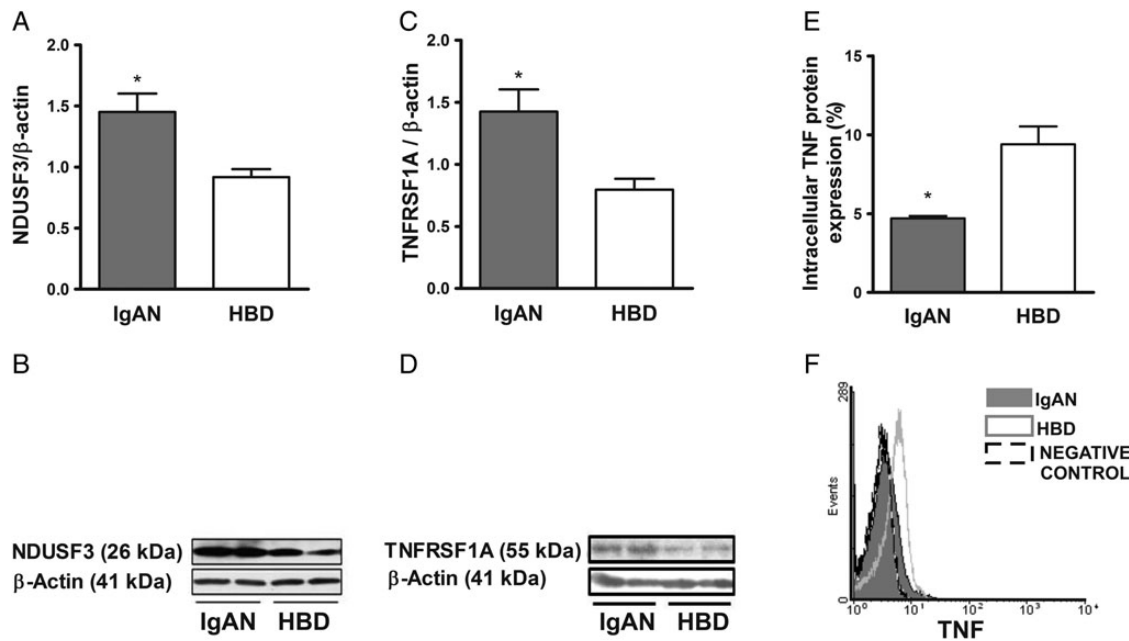 A
NDUSF3/β-actin
2.0
1.5
1.0
0.5
0.0
*
IgAN
HBD
C
TNFRSF1A / β-actin
2.0
1.5
1.0
0.5
0.0
*
IgAN
HBD
E
Intracellular TNF protein
expression (%)
15
10
5
0
*
IgAN
HBD
B
NDUSF3 (26 kDa)
β-Actin (41 kDa)
IgAN
HBD
D
TNFRSF1A (55 kDa)
β-Actin (41 kDa)
IgAN
HBD
F
289
Events
0
10⁰
10¹
10²
10³
10⁴
TNF
IgAN
HBD
NEGATIVE
CONTROL